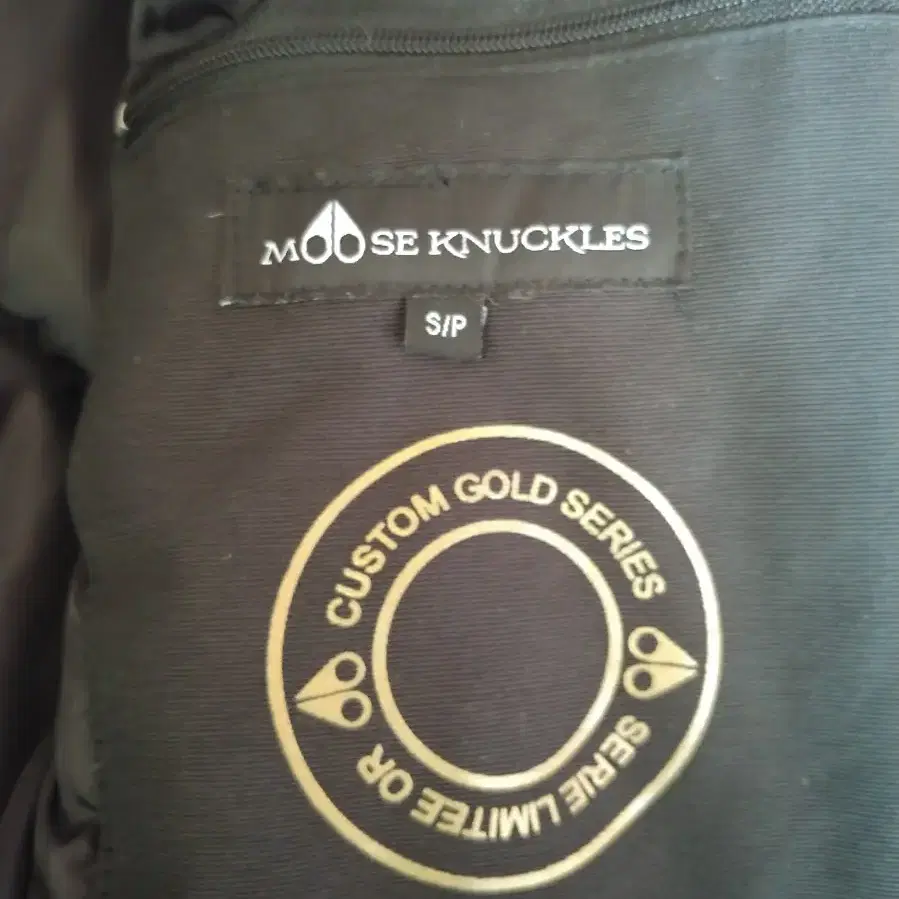 MOOSE KNUCKLES
S/P
CUSTOM GOLD SERIES
SERIE LIMITEE OR